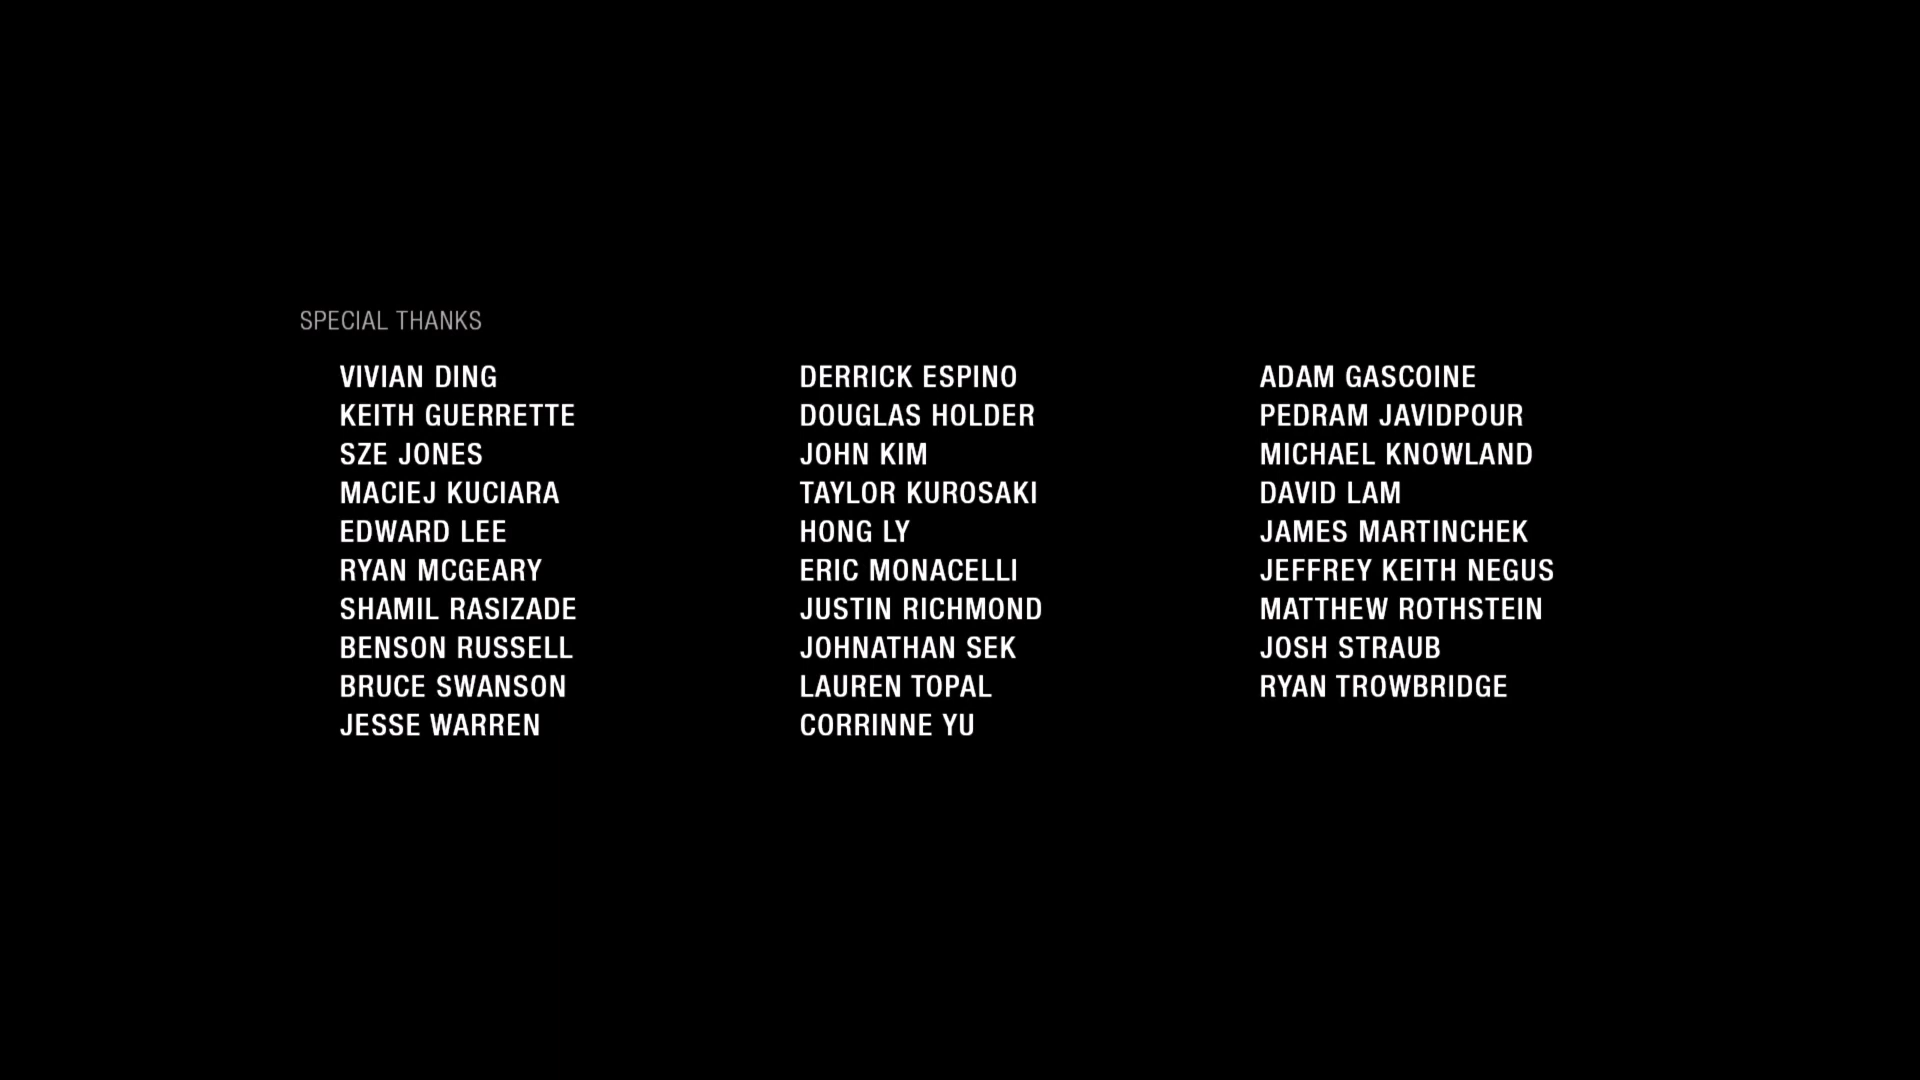 SPECIAL THANKS
VIVIAN DING
KEITH GUERRETTE
SZE JONES
MACIEJ KUCIARA
EDWARD LEE
RYAN MCGEARY
SHAMIL RASIZADE
BENSON RUSSELL
BRUCE SWANSON
JESSE WARREN
DERRICK ESPINO
DOUGLAS HOLDER
JOHN KIM
TAYLOR KUROSAKI
HONG LY
ERIC MONACELLI
JUSTIN RICHMOND
JOHNATHAN SEK
LAUREN TOPAL
CORRINNE YU
ADAM GASCOINE
PEDRAM JAVIDPOUR
MICHAEL KNOWLAND
DAVID LAM
JAMES MARTINCHEK
JEFFREY KEITH NEGUS
MATTHEW ROTHSTEIN
JOSH STRAUB
RYAN TROWBRIDGE